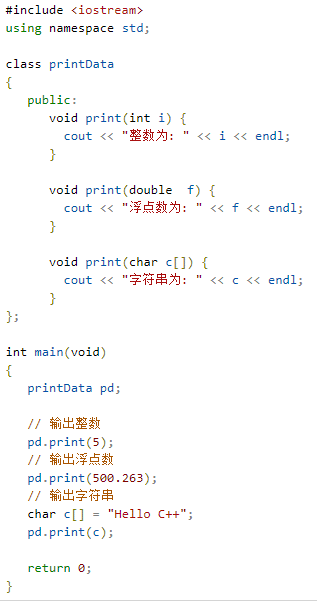 #include <iostream>
using namespace std;
class printData
{
public:
void print(int i) {
cout << "整数为: " << i << endl;
}
void print(double  f) {
cout << "浮点数为: " << f << endl;
}
void print(char c[]) {
cout << "字符串为: " << c << endl;
}
};
int main(void)
{
printData pd;
// 输出整数
pd.print(5);
// 输出浮点数
pd.print(500.263);
// 输出字符串
char c[] = "Hello C++";
pd.print(c);
return 0;
}